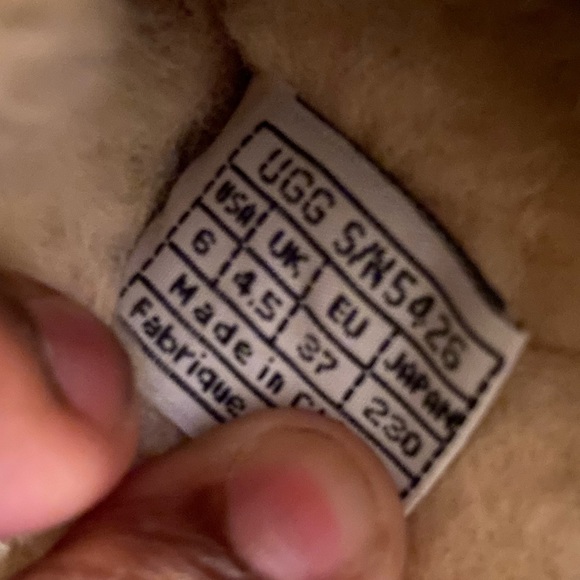 UGG S/N5426
USA UK EU JAPAN
6 4.5 37 230
Made in
Fabrique